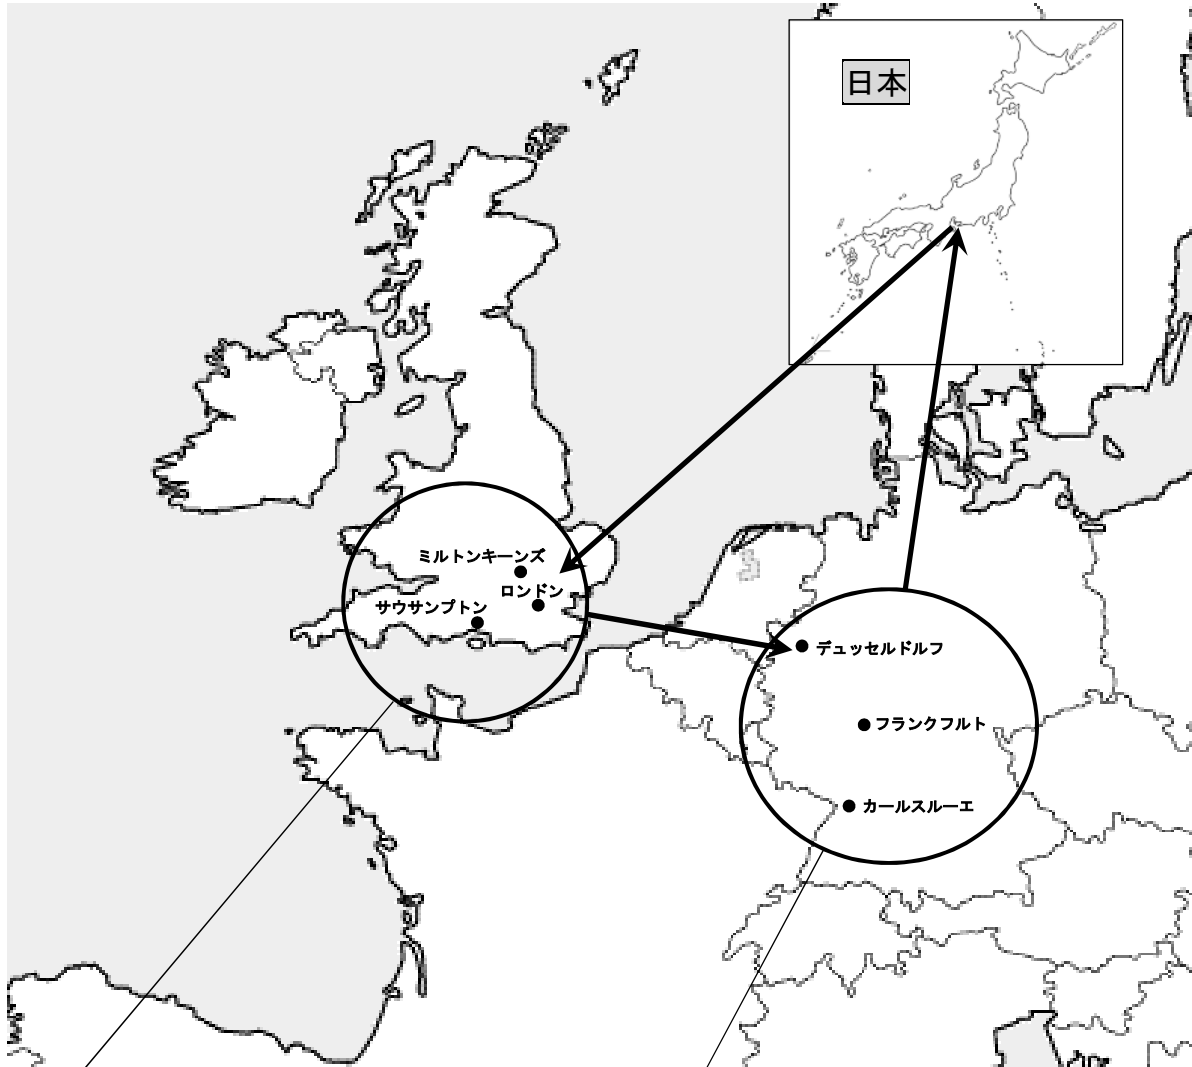 日本
ミルトンキーンズ
ロンドン
サウサンプトン
デュッセルドルフ
フランクフルト
カールスルーエ